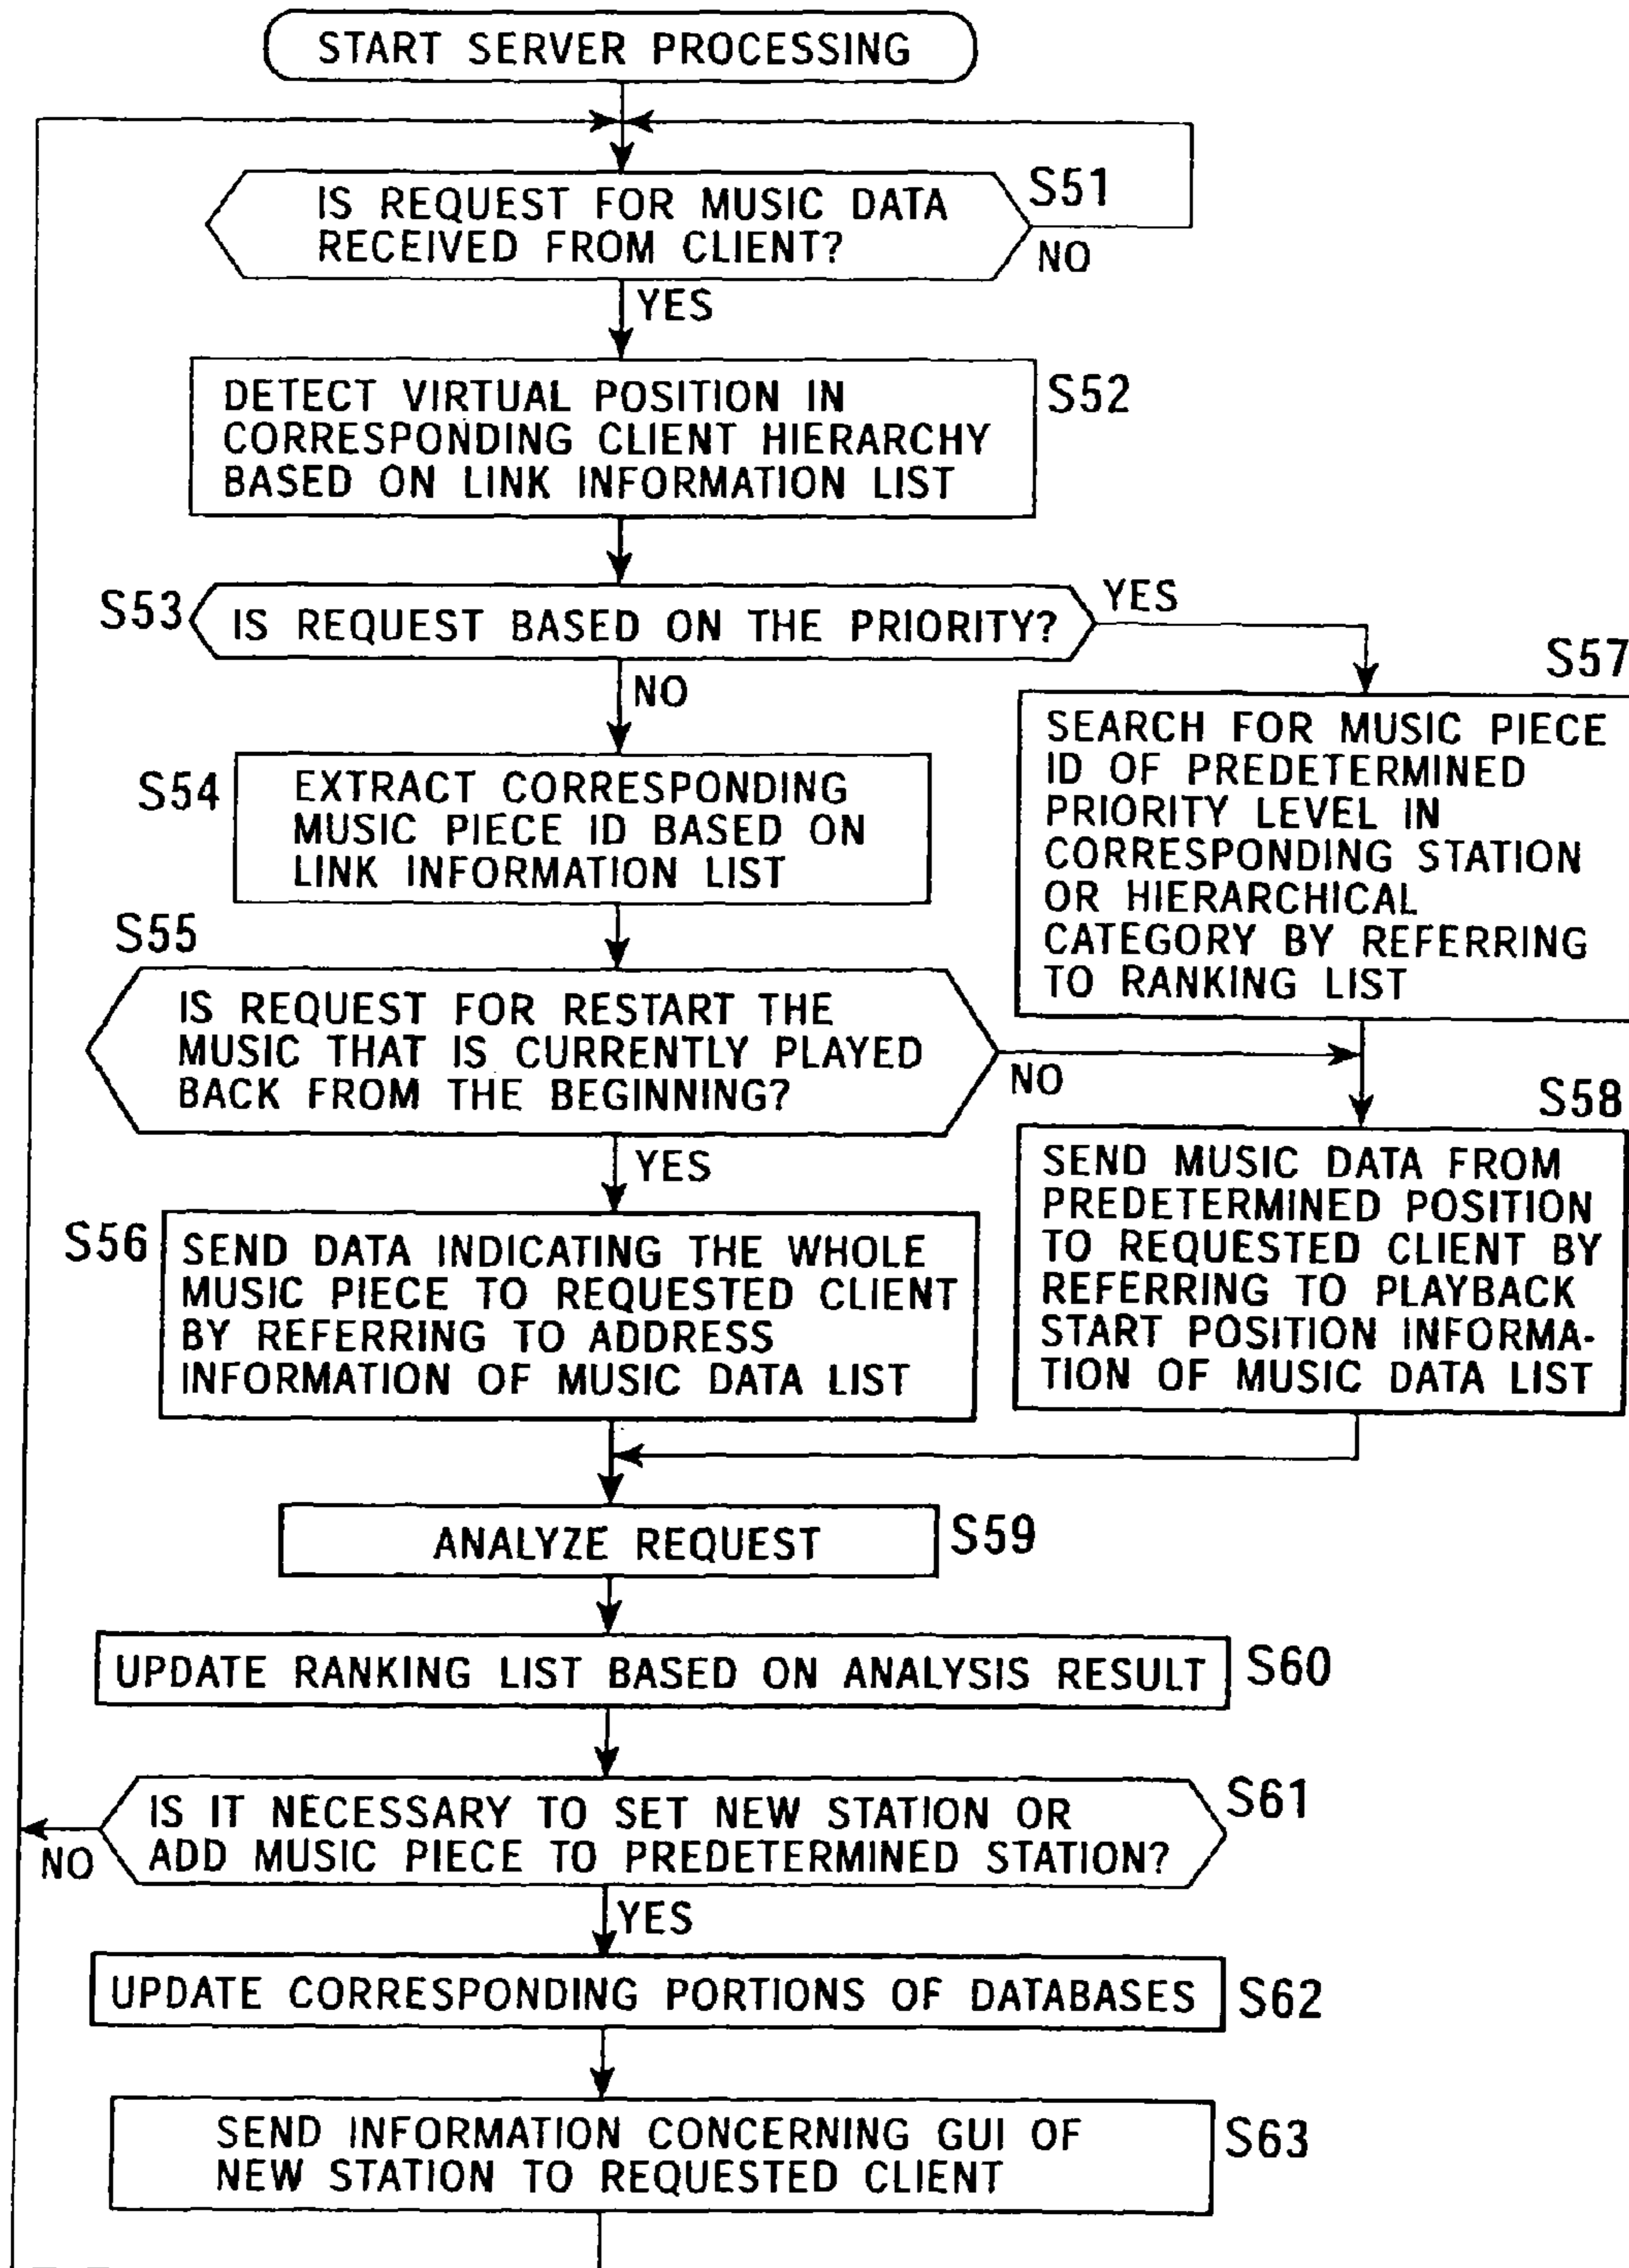 START SERVER PROCESSING
IS REQUEST FOR MUSIC DATA
RECEIVED FROM CLIENT?
S51
NO
YES
DETECT VIRTUAL POSITION IN
CORRESPONDING CLIENT HIERARCHY
BASED ON LINK INFORMATION LIST
S52
S53
IS REQUEST BASED ON THE PRIORITY?
YES
NO
S57
SEARCH FOR MUSIC PIECE
ID OF PREDETERMINED
PRIORITY LEVEL IN
CORRESPONDING STATION
OR HIERARCHICAL
CATEGORY BY REFERRING
TO RANKING LIST
S54
EXTRACT CORRESPONDING
MUSIC PIECE ID BASED ON
LINK INFORMATION LIST
S55
IS REQUEST FOR RESTART THE
MUSIC THAT IS CURRENTLY PLAYED
BACK FROM THE BEGINNING?
NO
YES
S58
SEND MUSIC DATA FROM
PREDETERMINED POSITION
TO REQUESTED CLIENT BY
REFERRING TO PLAYBACK
START POSITION INFORMA-
TION OF MUSIC DATA LIST
S56
SEND DATA INDICATING THE WHOLE
MUSIC PIECE TO REQUESTED CLIENT
BY REFERRING TO ADDRESS
INFORMATION OF MUSIC DATA LIST
ANALYZE REQUEST
S59
UPDATE RANKING LIST BASED ON ANALYSIS RESULT
S60
IS IT NECESSARY TO SET NEW STATION OR
ADD MUSIC PIECE TO PREDETERMINED STATION?
S61
NO
YES
UPDATE CORRESPONDING PORTIONS OF DATABASES
S62
SEND INFORMATION CONCERNING GUI OF
NEW STATION TO REQUESTED CLIENT
S63